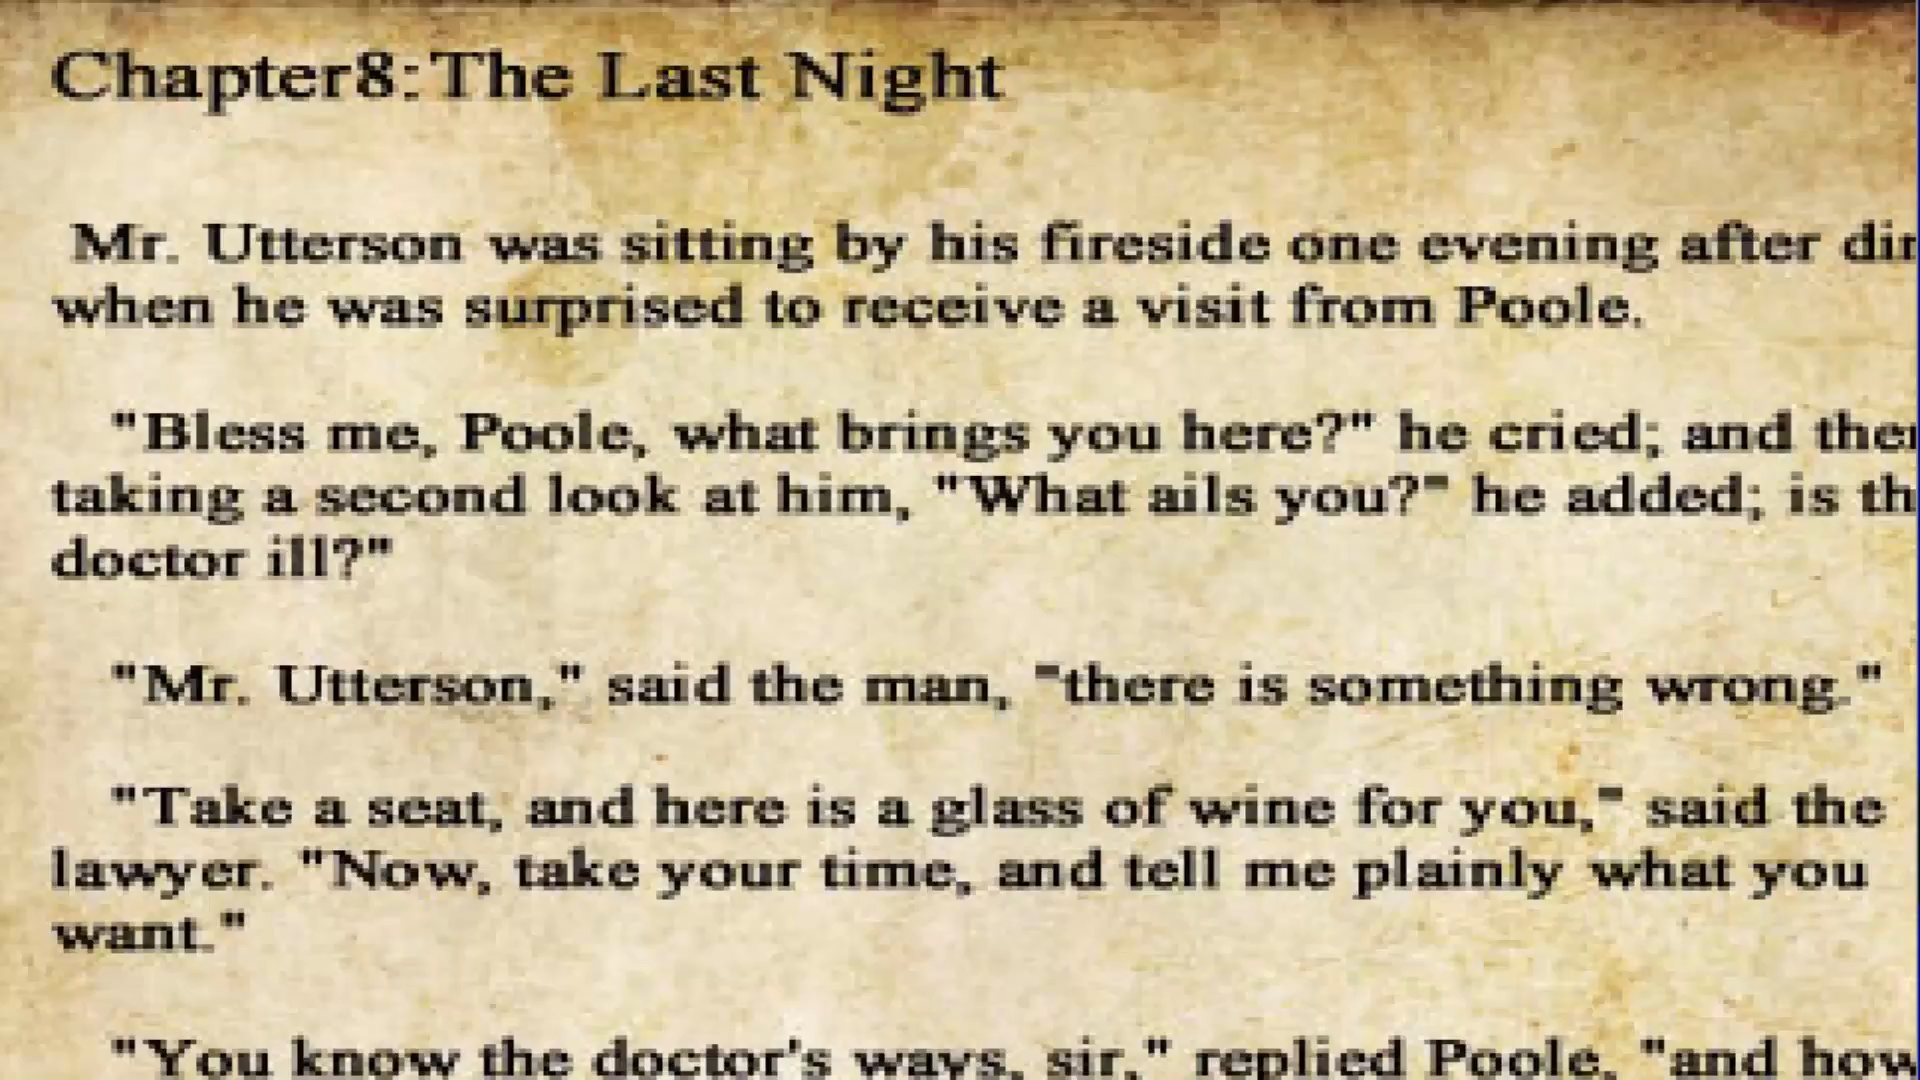 Chapter8: The Last Night
Mr. Utterson was sitting by his fireside one evening after
when he was surprised to receive a visit from Poole.
"Bless me, Poole, what brings you here?" he cried; and
taking a second look at him, "What ails you?" he added; is
doctor ill?"
"Mr. Utterson," said the man, "there is something wrong."
"Take a seat, and here is a glass of wine for you," said the
lawyer. "Now, take your time, and tell me plainly what you
want."
"You know the doctor's ways, sir," replied Poole, "and how